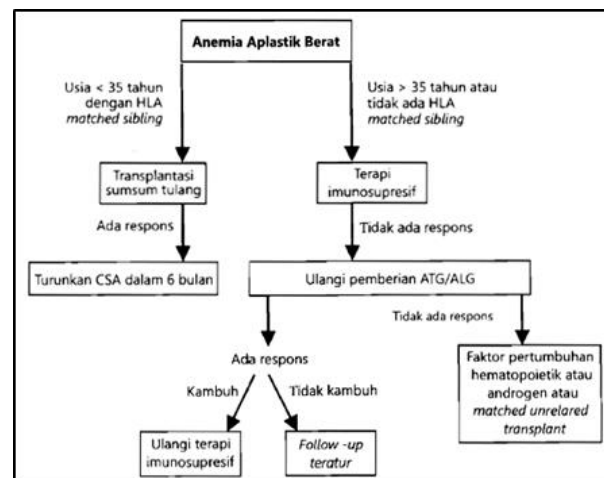 Anemia Aplastik Berat
Usia < 35 tahun
dengan HLA
matched sibling
Usia > 35 tahun atau
tidak ada HLA
matched sibling
Transplantasi
sumsum tulang
Terapi
imunosupresif
Ada respons
Tidak ada respons
Turunkan CSA dalam 6 bulan
Ulangi pemberian ATG/ALG
Tidak ada respons
Ada respons
Faktor pertumbuhan
hematopoietik atau
androgen atau
matched unrelared
transplant
Kambuh
Tidak kambuh
Ulangi terapi
imunosupresif
Follow -up
teratur